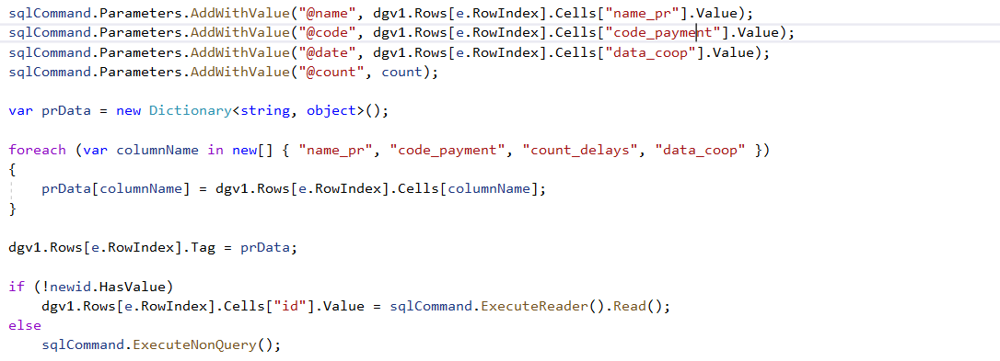 sqlCommand.Parameters.AddWithValue("@name", dgv1.Rows[e.RowIndex].Cells["name_pr"].Value);
sqlCommand.Parameters.AddWithValue("@code", dgv1.Rows[e.RowIndex].Cells["code_payment"].Value);
sqlCommand.Parameters.AddWithValue("@date", dgv1.Rows[e.RowIndex].Cells["data_coop"].Value);
sqlCommand.Parameters.AddWithValue("@count", count);
var prData = new Dictionary<string, object>();
foreach (var columnName in new[] { "name_pr", "code_payment", "count_delays", "data_coop" })
{
prData[columnName] = dgv1.Rows[e.RowIndex].Cells[columnName];
}
dgv1.Rows[e.RowIndex].Tag = prData;
if (!newid.HasValue)
dgv1.Rows[e.RowIndex].Cells["id"].Value = sqlCommand.ExecuteReader().Read();
else
sqlCommand.ExecuteNonQuery();